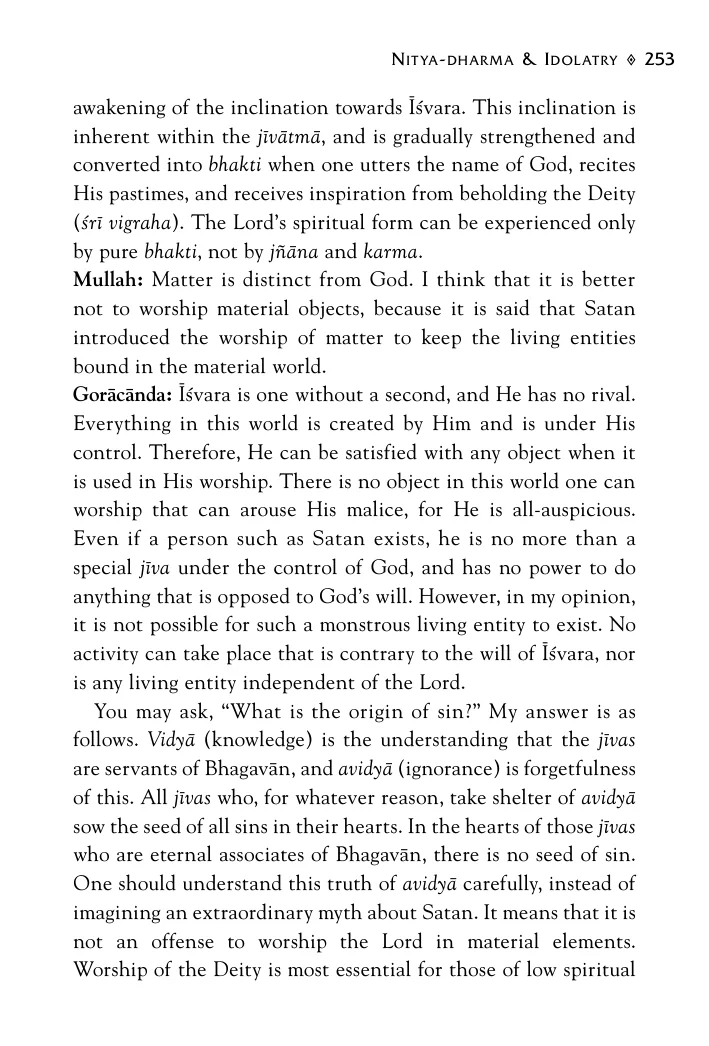 NITYA-DHARMA & IDOLATRY ◊ 253
awakening of the inclination towards Īśvara. This inclination is
inherent within the jīvātmā, and is gradually strengthened and
converted into bhakti when one utters the name of God, recites
His pastimes, and receives inspiration from beholding the Deity
(śrī vigraha). The Lord's spiritual form can be experienced only
by pure bhakti, not by jñāna and karma.
Mullah: Matter is distinct from God. I think that it is better
not to worship material objects, because it is said that Satan
introduced the worship of matter to keep the living entities
bound in the material world.
Gorācānda: Īśvara is one without a second, and He has no rival.
Everything in this world is created by Him and is under His
control. Therefore, He can be satisfied with any object when it
is used in His worship. There is no object in this world one can
worship that can arouse His malice, for He is all-auspicious.
Even if a person such as Satan exists, he is no more than a
special jīva under the control of God, and has no power to do
anything that is opposed to God's will. However, in my opinion,
it is not possible for such a monstrous living entity to exist. No
activity can take place that is contrary to the will of Īśvara, nor
is any living entity independent of the Lord.
You may ask, “What is the origin of sin?” My answer is as
follows. Vidyā (knowledge) is the understanding that the jīvas
are servants of Bhagavān, and avidyā (ignorance) is forgetfulness
of this. All jīvas who, for whatever reason, take shelter of avidyā
sow the seed of all sins in their hearts. In the hearts of those jīvas
who are eternal associates of Bhagavān, there is no seed of sin.
One should understand this truth of avidyā carefully, instead of
imagining an extraordinary myth about Satan. It means that it is
not an offense to worship the Lord in material elements.
Worship of the Deity is most essential for those of low spiritual